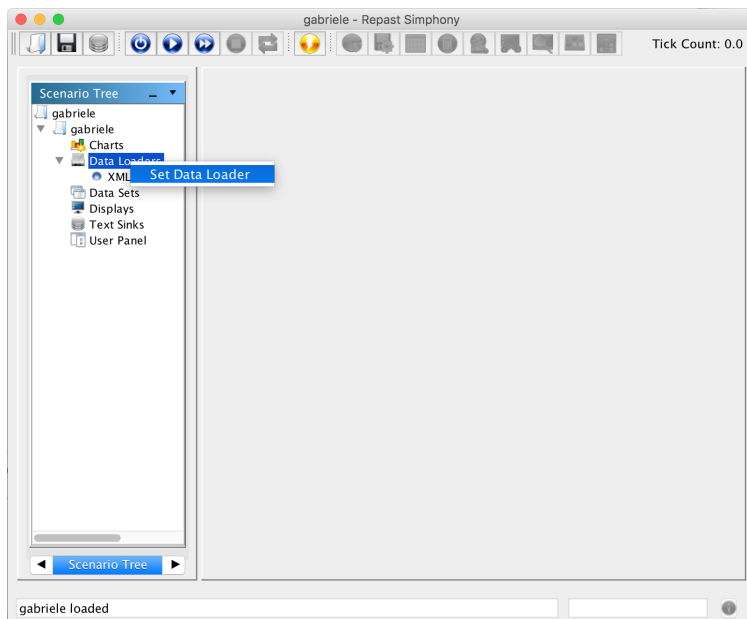 gabriele - Repast Simphony
Tick Count: 0.0
Scenario Tree
gabriele
gabriele
Charts
Data Loaders
XML
Set Data Loader
Data Sets
Displays
Text Sinks
User Panel
Scenario Tree
gabriele loaded